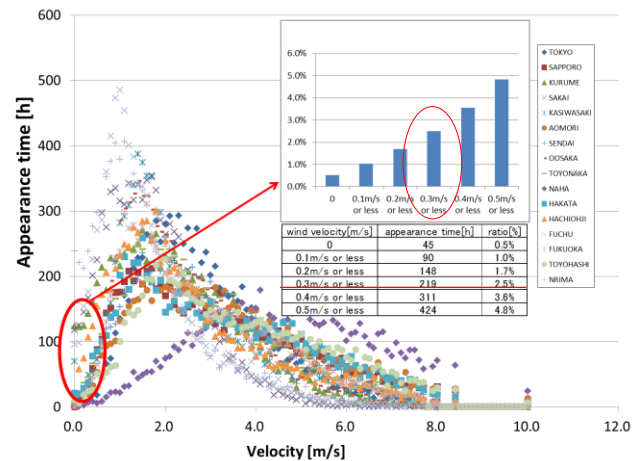 600
500
400
300
200
100
0
Appearance time [h]
0.0
2.0
4.0
6.0
8.0
10.0
12.0
Velocity [m/s]
6.0%
5.0%
4.0%
3.0%
2.0%
1.0%
0.0%
0 0.1m/s or less 0.2m/s or less 0.3m/s or less 0.4m/s or less 0.5m/s or less
wind velocity[m/s] appearance time[h] ratio[%]
0 45 0.5%
0.1m/s or less 90 1.0%
0.2m/s or less 148 1.7%
0.3m/s or less 219 2.5%
0.4m/s or less 311 3.6%
0.5m/s or less 424 4.8%
TOKYO
SAPPORO
KURUME
SAKAI
KASIWASAKI
AOMORI
SENDAI
OOSAKA
TOYONAKA
NAHA
HAKATA
HACHIOHJI
FUCHU
FUKUOKA
TOYOHASHI
NRIMA